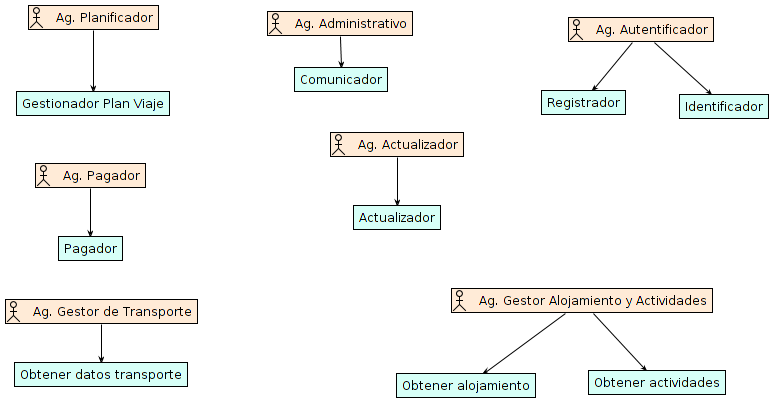 Ag. Planificador
Ag. Administrativo
Ag. Autentificador
Comunicador
Gestionador Plan Viaje
Registrador
Identificador
Ag. Actualizador
Ag. Pagador
Actualizador
Pagador
Ag. Gestor de Transporte
Ag. Gestor Alojamiento y Actividades
Obtener datos transporte
Obtener alojamiento
Obtener actividades